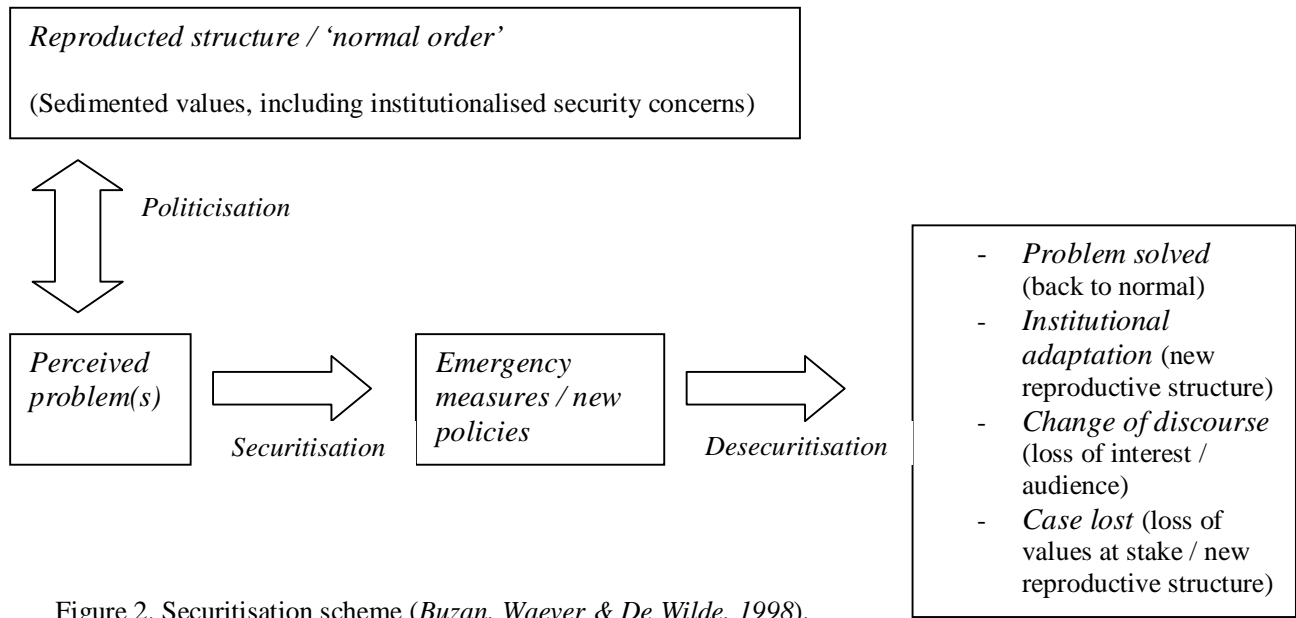 Reproducted structure / ‘normal order’
(Sedimented values, including institutionalised security concerns)
Politicisation
Perceived
problem(s)
Securitisation
Emergency
measures / new
policies
Desecuritisation
- Problem solved
(back to normal)
- Institutional
adaptation (new
reproductive structure)
- Change of discourse
(loss of interest /
audience)
- Case lost (loss of
values at stake / new
reproductive structure)
Figure 2. Securitisation scheme (Buzan, Waever & De Wilde, 1998).